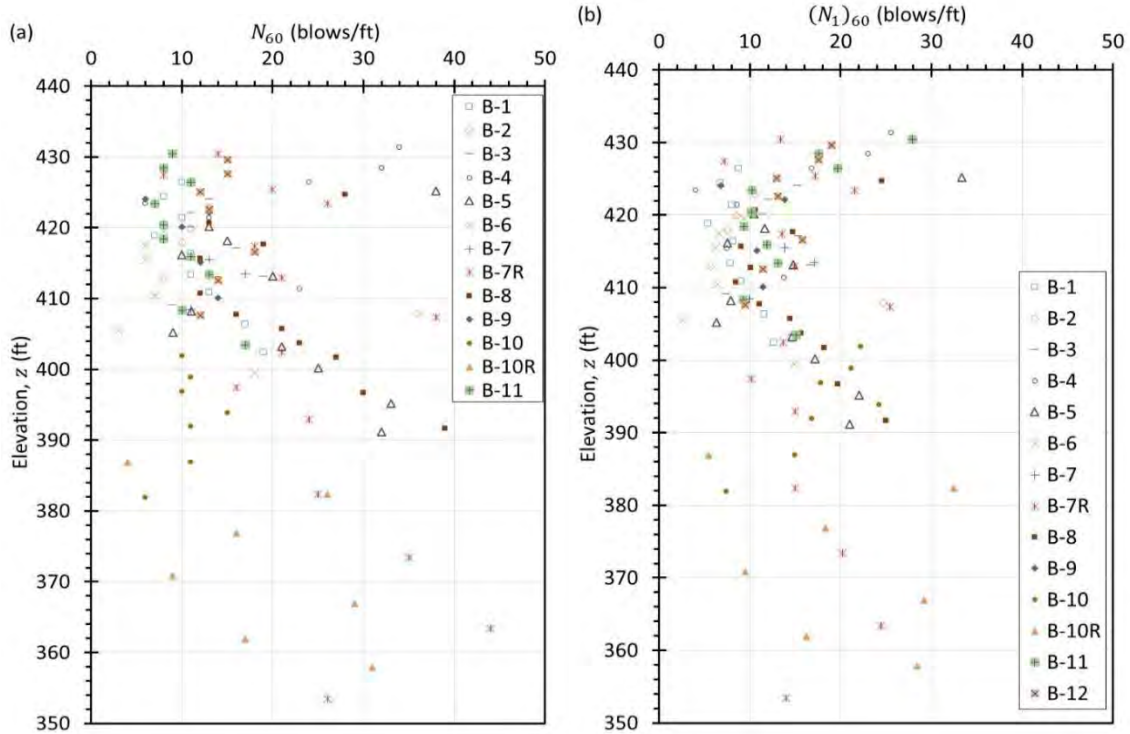 (a)
N₆₀ (blows/ft)
0 10 20 30 40 50
440
430
420
410
400
390
380
370
360
350
Elevation, z (ft)
B-1
B-2
B-3
B-4
B-5
B-6
B-7
B-7R
B-8
B-9
B-10
B-10R
B-11
(b)
(N₁)₆₀ (blows/ft)
0 10 20 30 40 50
440
430
420
410
400
390
380
370
360
350
Elevation, z (ft)
B-1
B-2
B-3
B-4
B-5
B-6
B-7
B-7R
B-8
B-9
B-10
B-10R
B-11
B-12